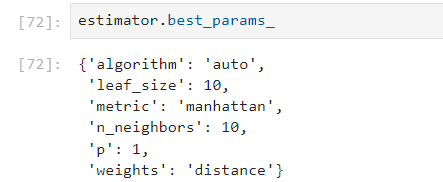 [72]: estimator.best_params_
[72]: {'algorithm': 'auto',
'leaf_size': 10,
'metric': 'manhattan',
'n_neighbors': 10,
'p': 1,
'weights': 'distance'}